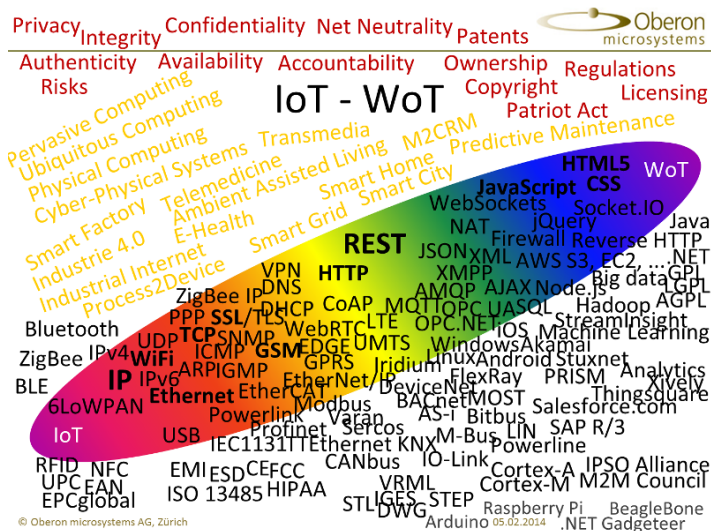 Privacy Integrity Confidentiality Net Neutrality Patents
Oberon
microsystems
Authenticity Availability Accountability Ownership Regulations
Risks Copyright Licensing
Patriot Act
IoT - WoT
Pervasive Computing
Ubiquitous Computing
Physical Computing
Cyber-Physical Systems
Transmedia
M2CRM
Predictive Maintenance
Telemedicine
Ambient Assisted Living
Smart Home
Smart City
Smart Factory
E-Health
Smart Grid
Industrie 4.0
Industrial Internet
Process2Device
HTML5
WoT
JavaScript CSS
WebSockets Socket.IO
NAT jQuery Java
REST
Firewall Reverse HTTP
JSON XML AWS S3, EC2, ... .NET
VPN HTTP XMPP Big data GPL
DNS AMQP AJAX Node.js LGPL
ZigBee IP DHCP CoAP MQTT OPC UA SQL Hadoop AGPL
PPP SSL/TLS WebRTC LTE OPC.NET iOS StreamInsight
Bluetooth UDP TCP SNMP EDGE UMTS Windows Akamai Machine Learning
ZigBee IPv4 WiFi ICMP GSM GPRS Iridium Linux Android Stuxnet
BLE IP IPv6 ARP IGMP EtherNet/IP DeviceNet FlexRay PRISM Analytics
Xively
6LoWPAN Ethernet EtherCAT Modbus BACnet MOST Thingsquare
Powerlink Varan AS-i Bitbus Salesforce.com
IoT USB Profinet Sercos M-Bus LIN SAP R/3
IEC1131 TTEthernet KNX Powerline
RFID NFC EMI ESD CE FCC CANbus IO-Link Cortex-A IPSO Alliance
UPC EAN ISO 13485 HIPAA VRML Cortex-M M2M Council
EPCglobal STL IGES STEP
DWG Raspberry Pi BeagleBone
© Oberon microsystems AG, Zürich Arduino 05.02.2014 .NET Gadgeteer